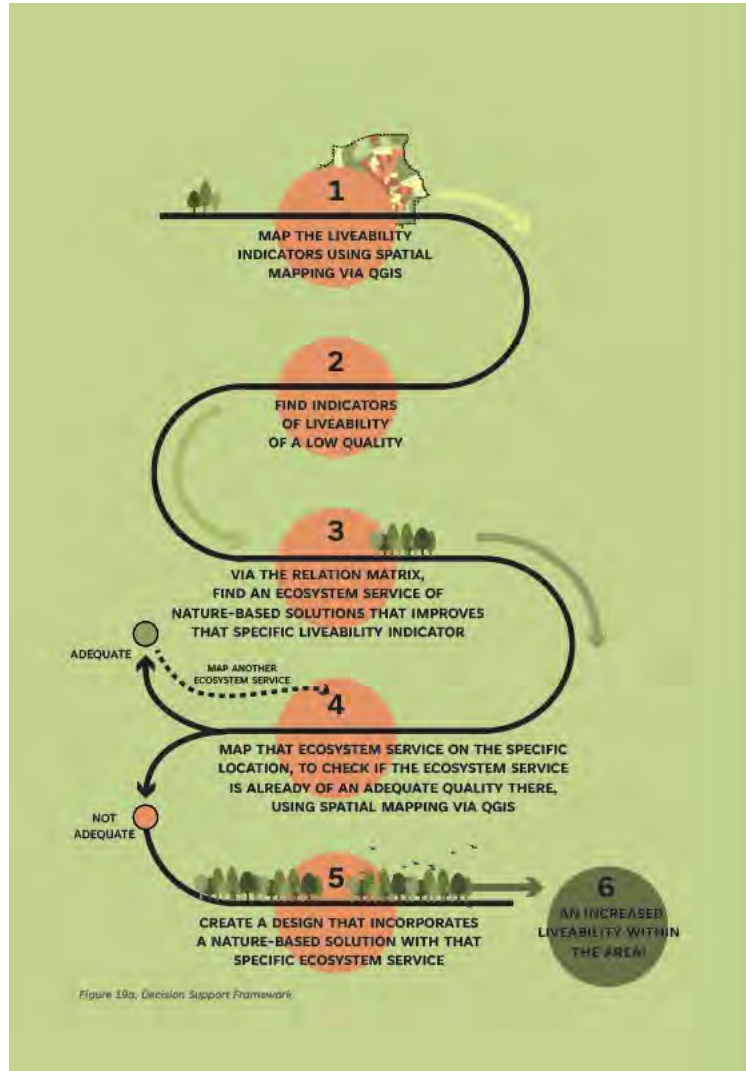 1
MAP THE LIVEABILITY
INDICATORS USING SPATIAL
MAPPING VIA QGIS
2
FIND INDICATORS
OF LIVEABILITY
OF A LOW QUALITY
3
VIA THE RELATION MATRIX,
FIND AN ECOSYSTEM SERVICE OF
NATURE-BASED SOLUTIONS THAT IMPROVES
THAT SPECIFIC LIVEABILITY INDICATOR
ADEQUATE
MAP ANOTHER
ECOSYSTEM SERVICE
4
MAP THAT ECOSYSTEM SERVICE ON THE SPECIFIC
LOCATION, TO CHECK IF THE ECOSYSTEM SERVICE
IS ALREADY OF AN ADEQUATE QUALITY THERE,
USING SPATIAL MAPPING VIA QGIS
NOT
ADEQUATE
5
CREATE A DESIGN THAT INCORPORATES
A NATURE-BASED SOLUTION WITH THAT
SPECIFIC ECOSYSTEM SERVICE
6
AN INCREASED
LIVEABILITY WITHIN
THE AREA!
Figure 19a, Decision Support Framework